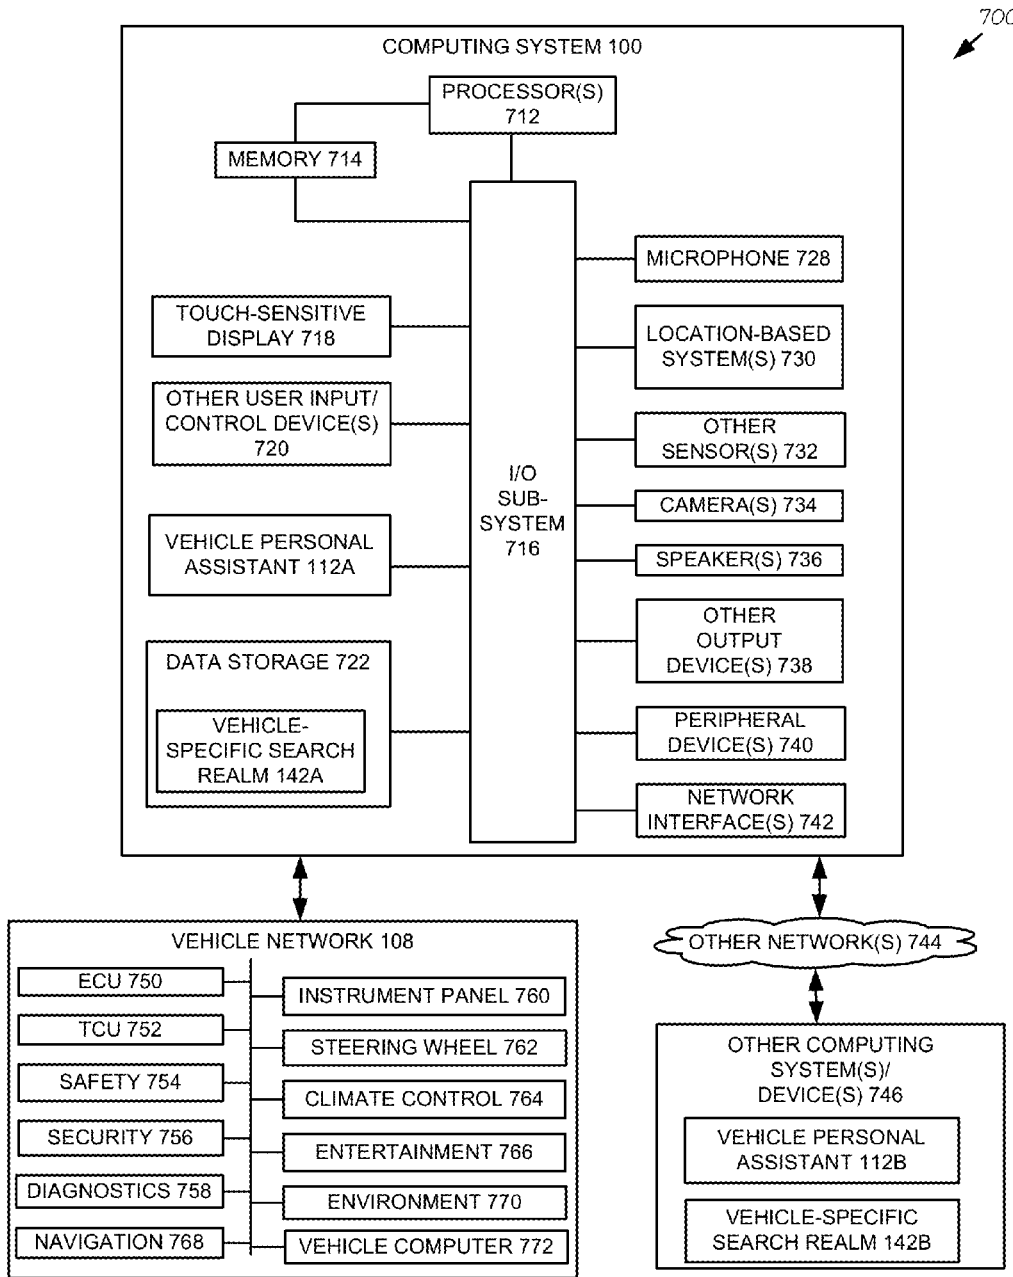 700
COMPUTING SYSTEM 100
PROCESSOR(S)
712
MEMORY 714
I/O
SUB-
SYSTEM
716
TOUCH-SENSITIVE
DISPLAY 718
OTHER USER INPUT/
CONTROL DEVICE(S)
720
VEHICLE PERSONAL
ASSISTANT 112A
DATA STORAGE 722
VEHICLE-
SPECIFIC SEARCH
REALM 142A
MICROPHONE 728
LOCATION-BASED
SYSTEM(S) 730
OTHER
SENSOR(S) 732
CAMERA(S) 734
SPEAKER(S) 736
OTHER
OUTPUT
DEVICE(S) 738
PERIPHERAL
DEVICE(S) 740
NETWORK
INTERFACE(S) 742
VEHICLE NETWORK 108
ECU 750
TCU 752
SAFETY 754
SECURITY 756
DIAGNOSTICS 758
NAVIGATION 768
INSTRUMENT PANEL 760
STEERING WHEEL 762
CLIMATE CONTROL 764
ENTERTAINMENT 766
ENVIRONMENT 770
VEHICLE COMPUTER 772
OTHER NETWORK(S) 744
OTHER COMPUTING
SYSTEM(S)/
DEVICE(S) 746
VEHICLE PERSONAL
ASSISTANT 112B
VEHICLE-SPECIFIC
SEARCH REALM 142B